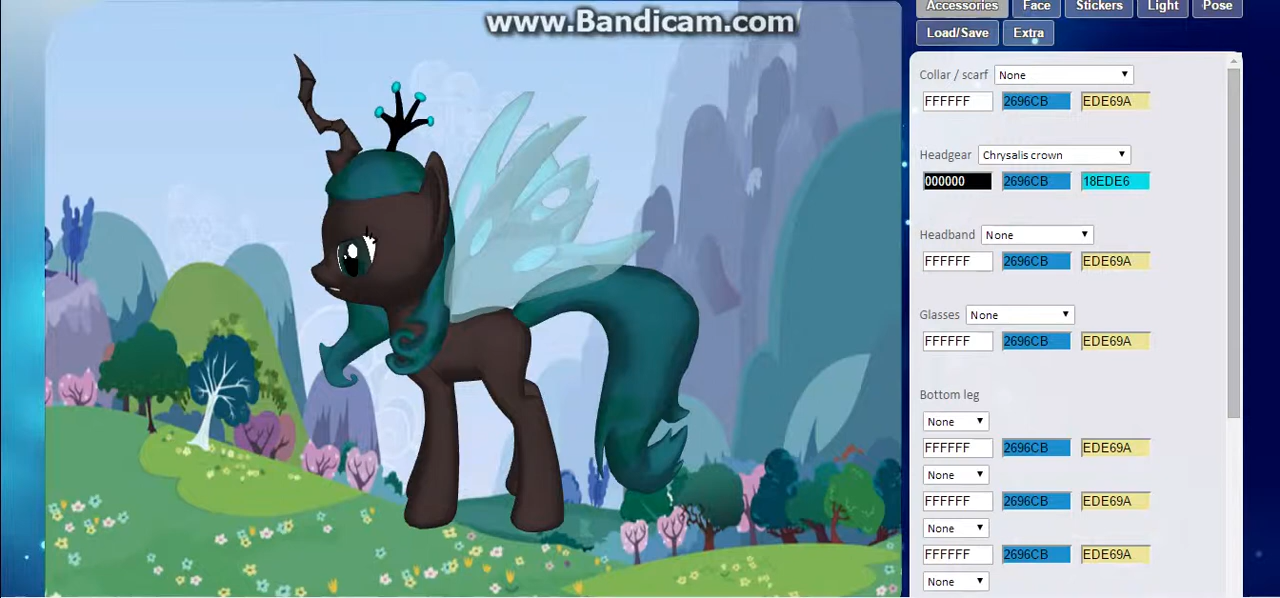 www.Bandicam.com
Accessories Face Stickers Light Pose
Load/Save Extra
Collar / scarf None
FFFFFF 2696CB EDE69A
Headgear Chrysalis crown
000000 2696CB 18EDE6
Headband None
FFFFFF 2696CB EDE69A
Glasses None
FFFFFF 2696CB EDE69A
Bottom leg
None
FFFFFF 2696CB EDE69A
None
FFFFFF 2696CB EDE69A
None
FFFFFF 2696CB EDE69A
None